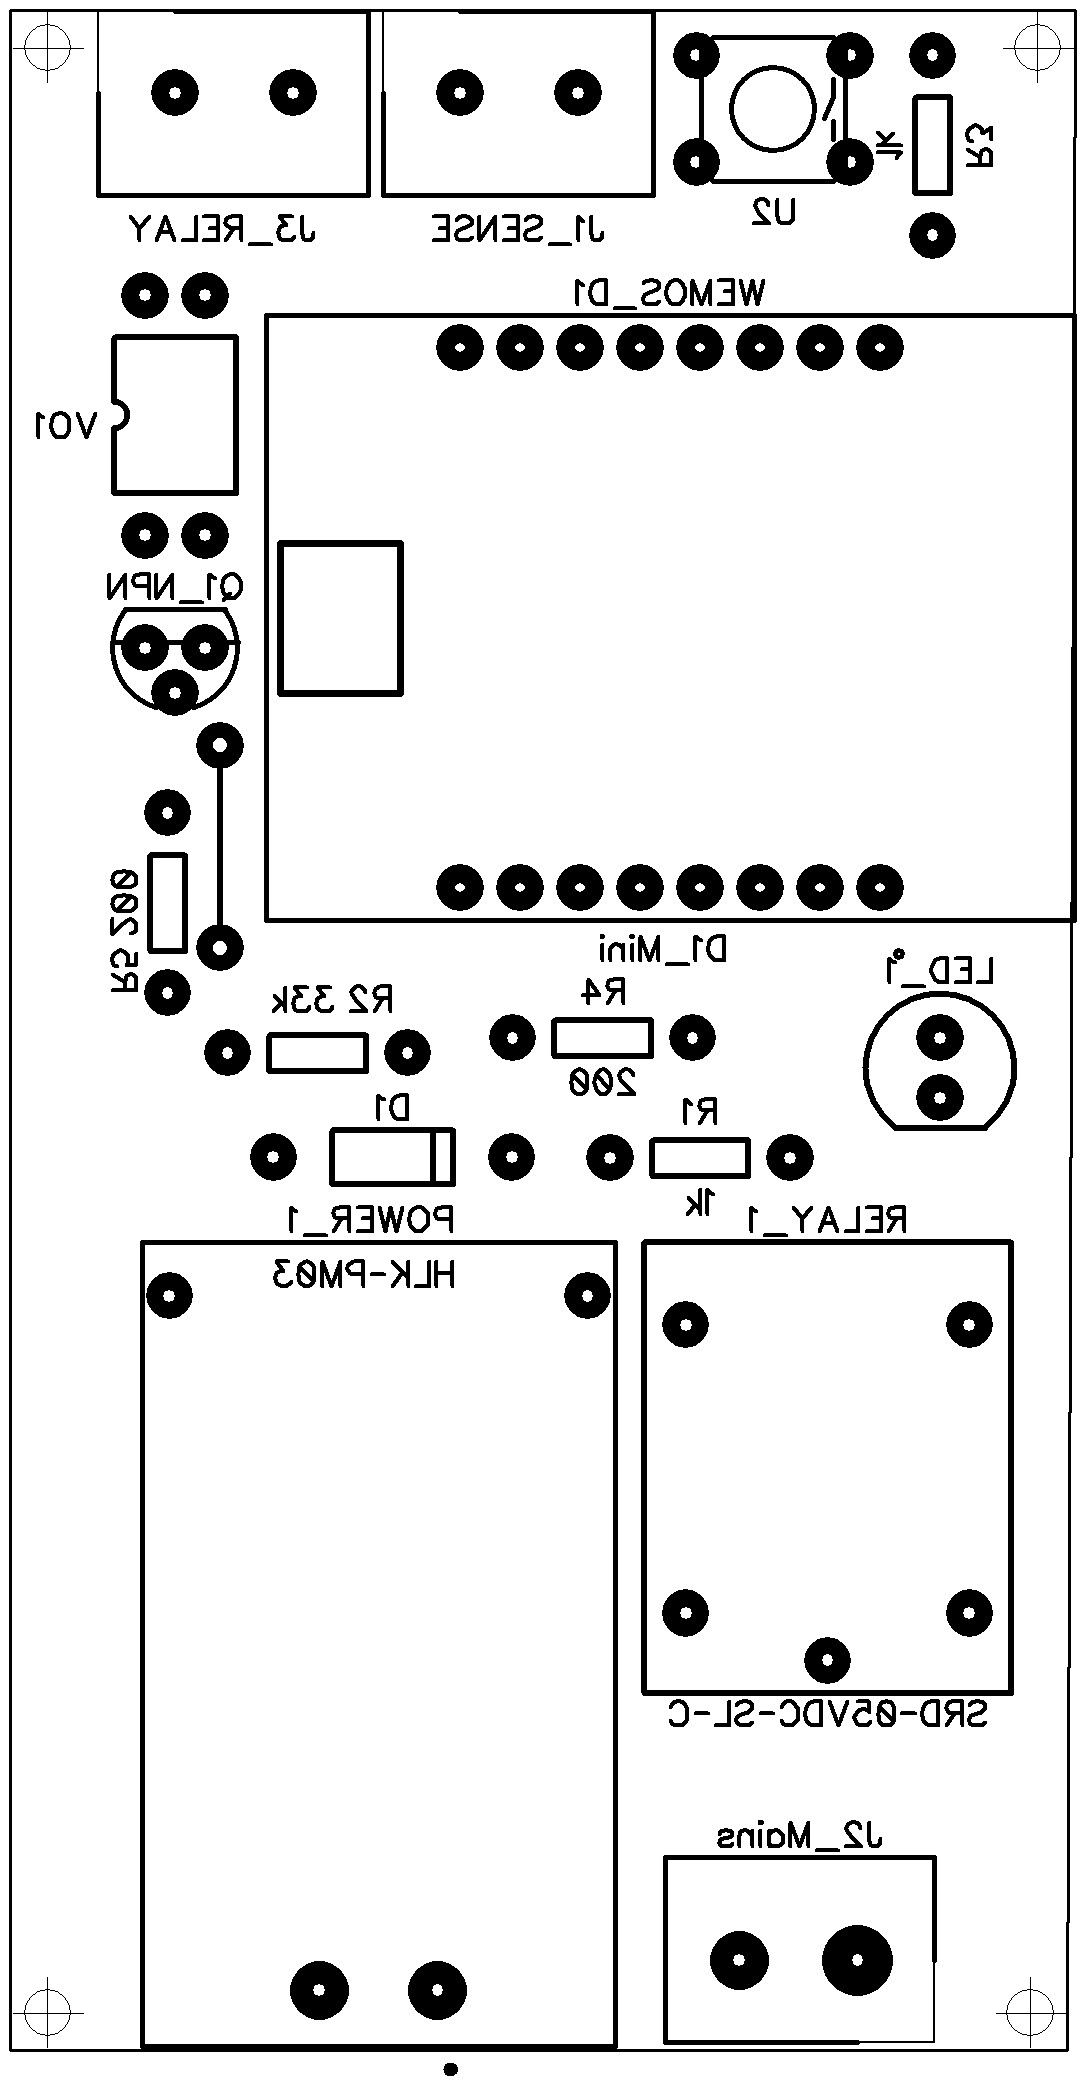 J3_RELAY
J1_SENSE
U2
1k
R3
WEMOS_D1
VO1
Q1_NPN
R5 200
D1_Mini
LED_1
R2 33k
R4
200
D1
R1
1k
POWER_1
RELAY_1
HLK-PM03
SRD-05VDC-SL-C
J2_Mains